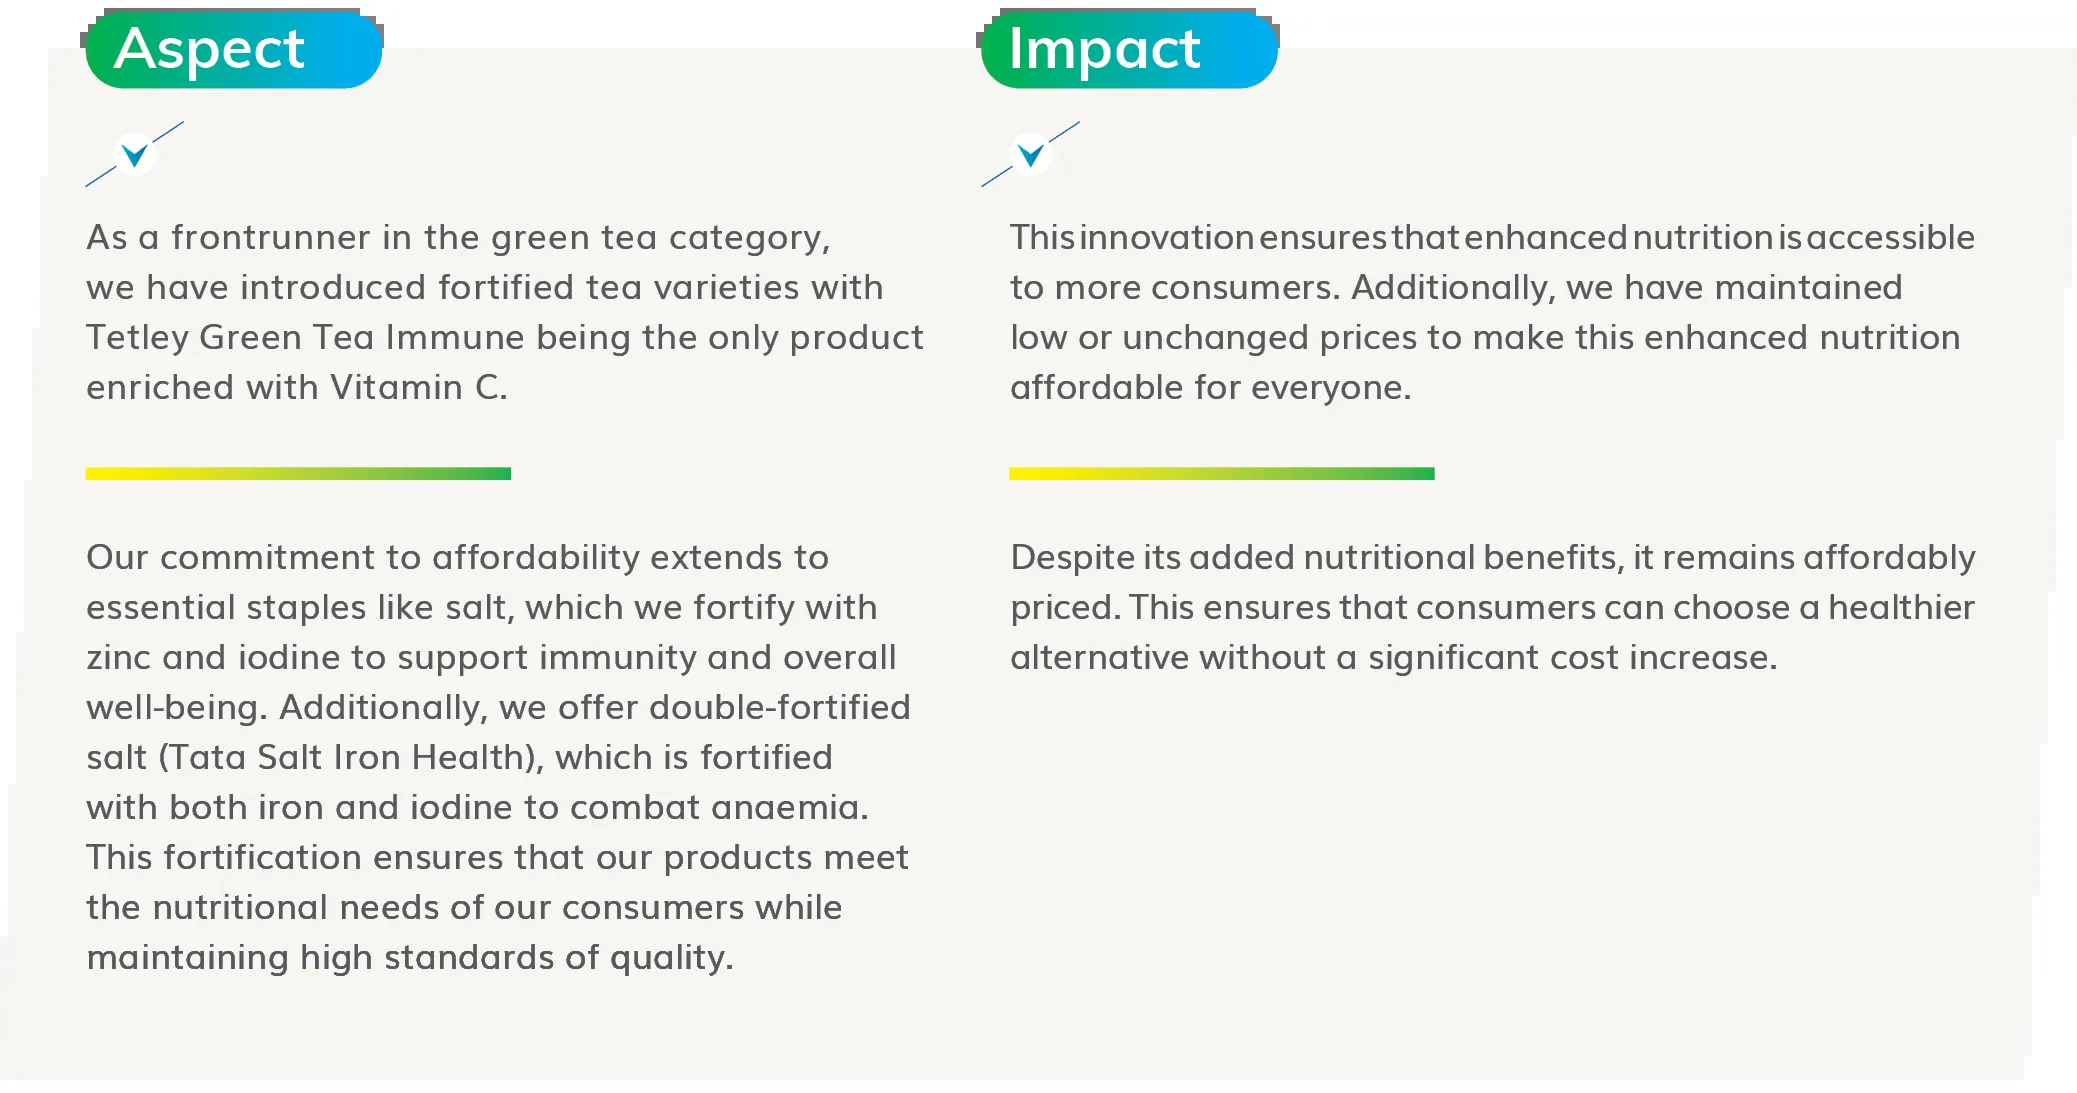 Aspect
As a frontrunner in the green tea category,
we have introduced fortified tea varieties with
Tetley Green Tea Immune being the only product
enriched with Vitamin C.
Our commitment to affordability extends to
essential staples like salt, which we fortify with
zinc and iodine to support immunity and overall
well-being. Additionally, we offer double-fortified
salt (Tata Salt Iron Health), which is fortified
with both iron and iodine to combat anaemia.
This fortification ensures that our products meet
the nutritional needs of our consumers while
maintaining high standards of quality.
Impact
This innovation ensures that enhanced nutrition is accessible
to more consumers. Additionally, we have maintained
low or unchanged prices to make this enhanced nutrition
affordable for everyone.
Despite its added nutritional benefits, it remains affordably
priced. This ensures that consumers can choose a healthier
alternative without a significant cost increase.